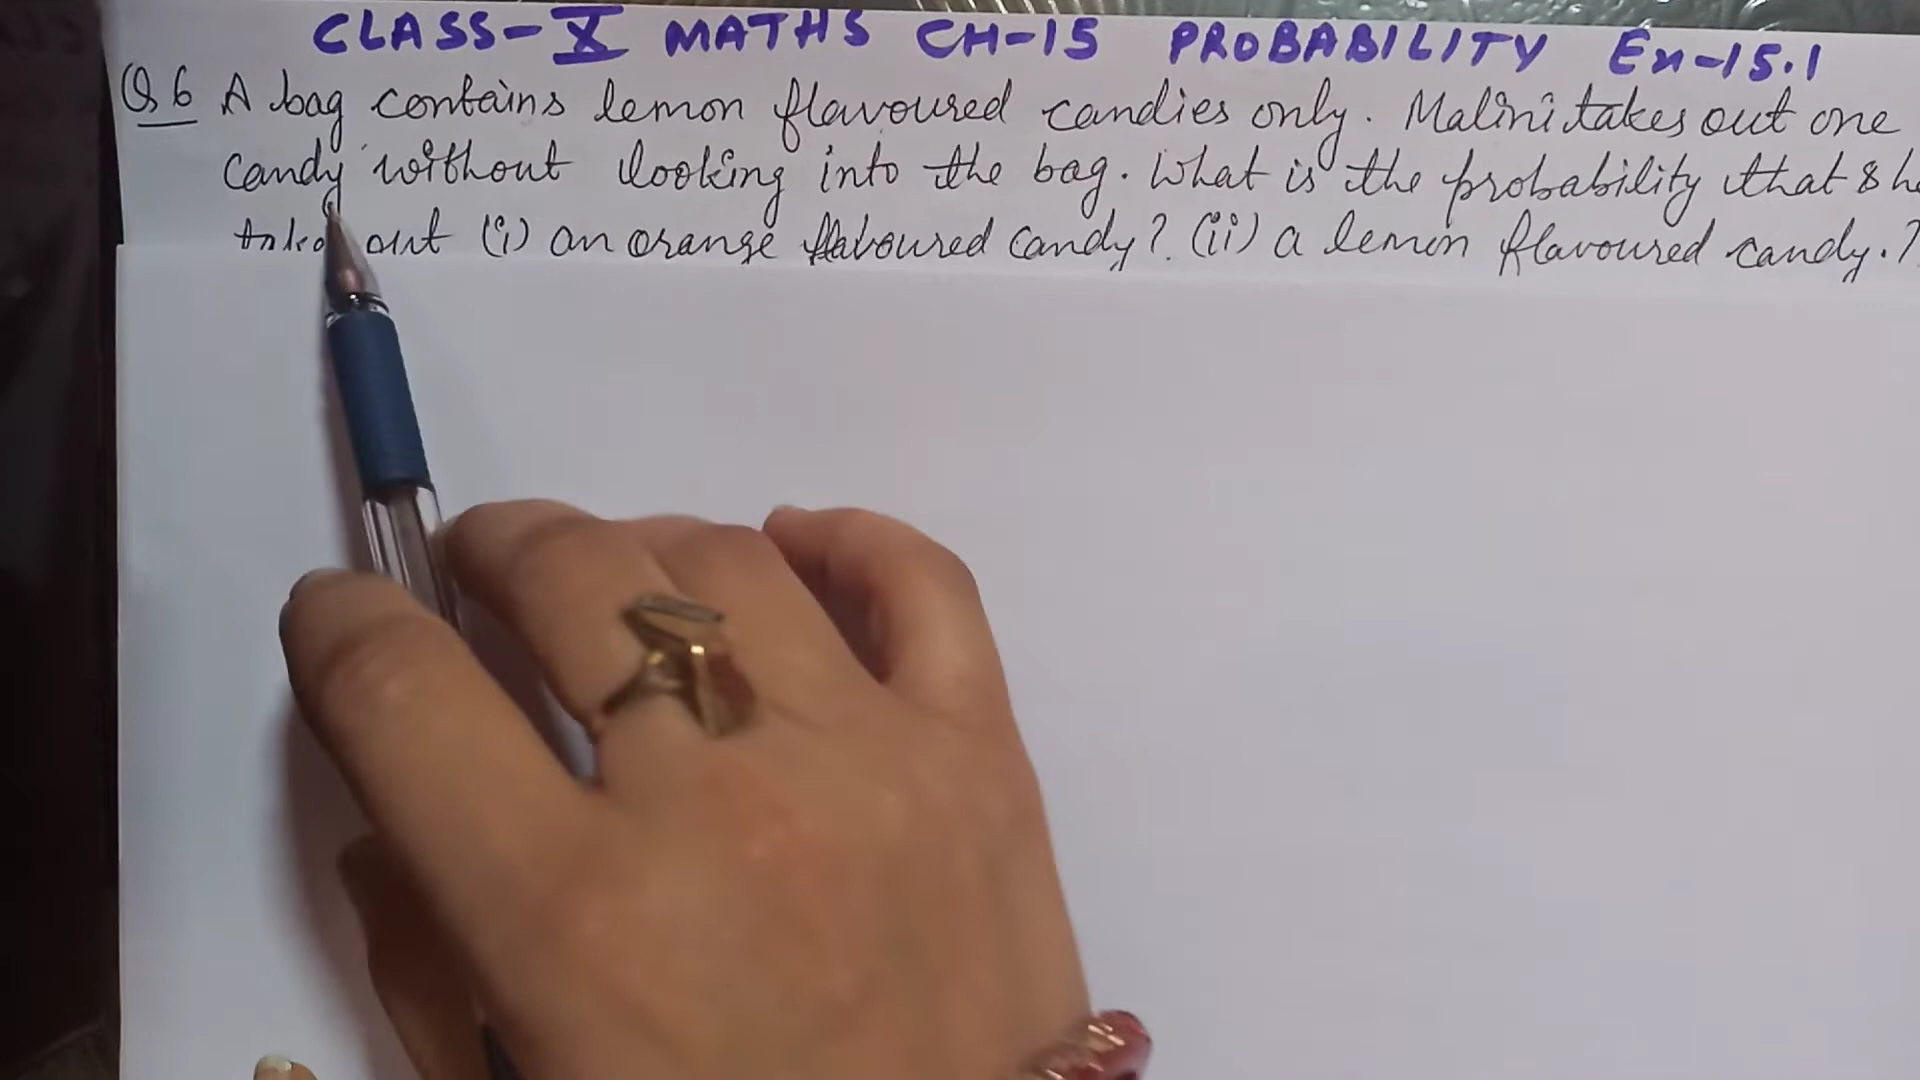 CLASS-X MATHS CH-15 PROBABILITY Ex-15.1
Q 6 A bag contains lemon flavoured candies only. Malini takes out one
candy without looking into the bag. What is the probability that
out (i) an orange flavoured candy? (ii) a lemon flavoured candy.?